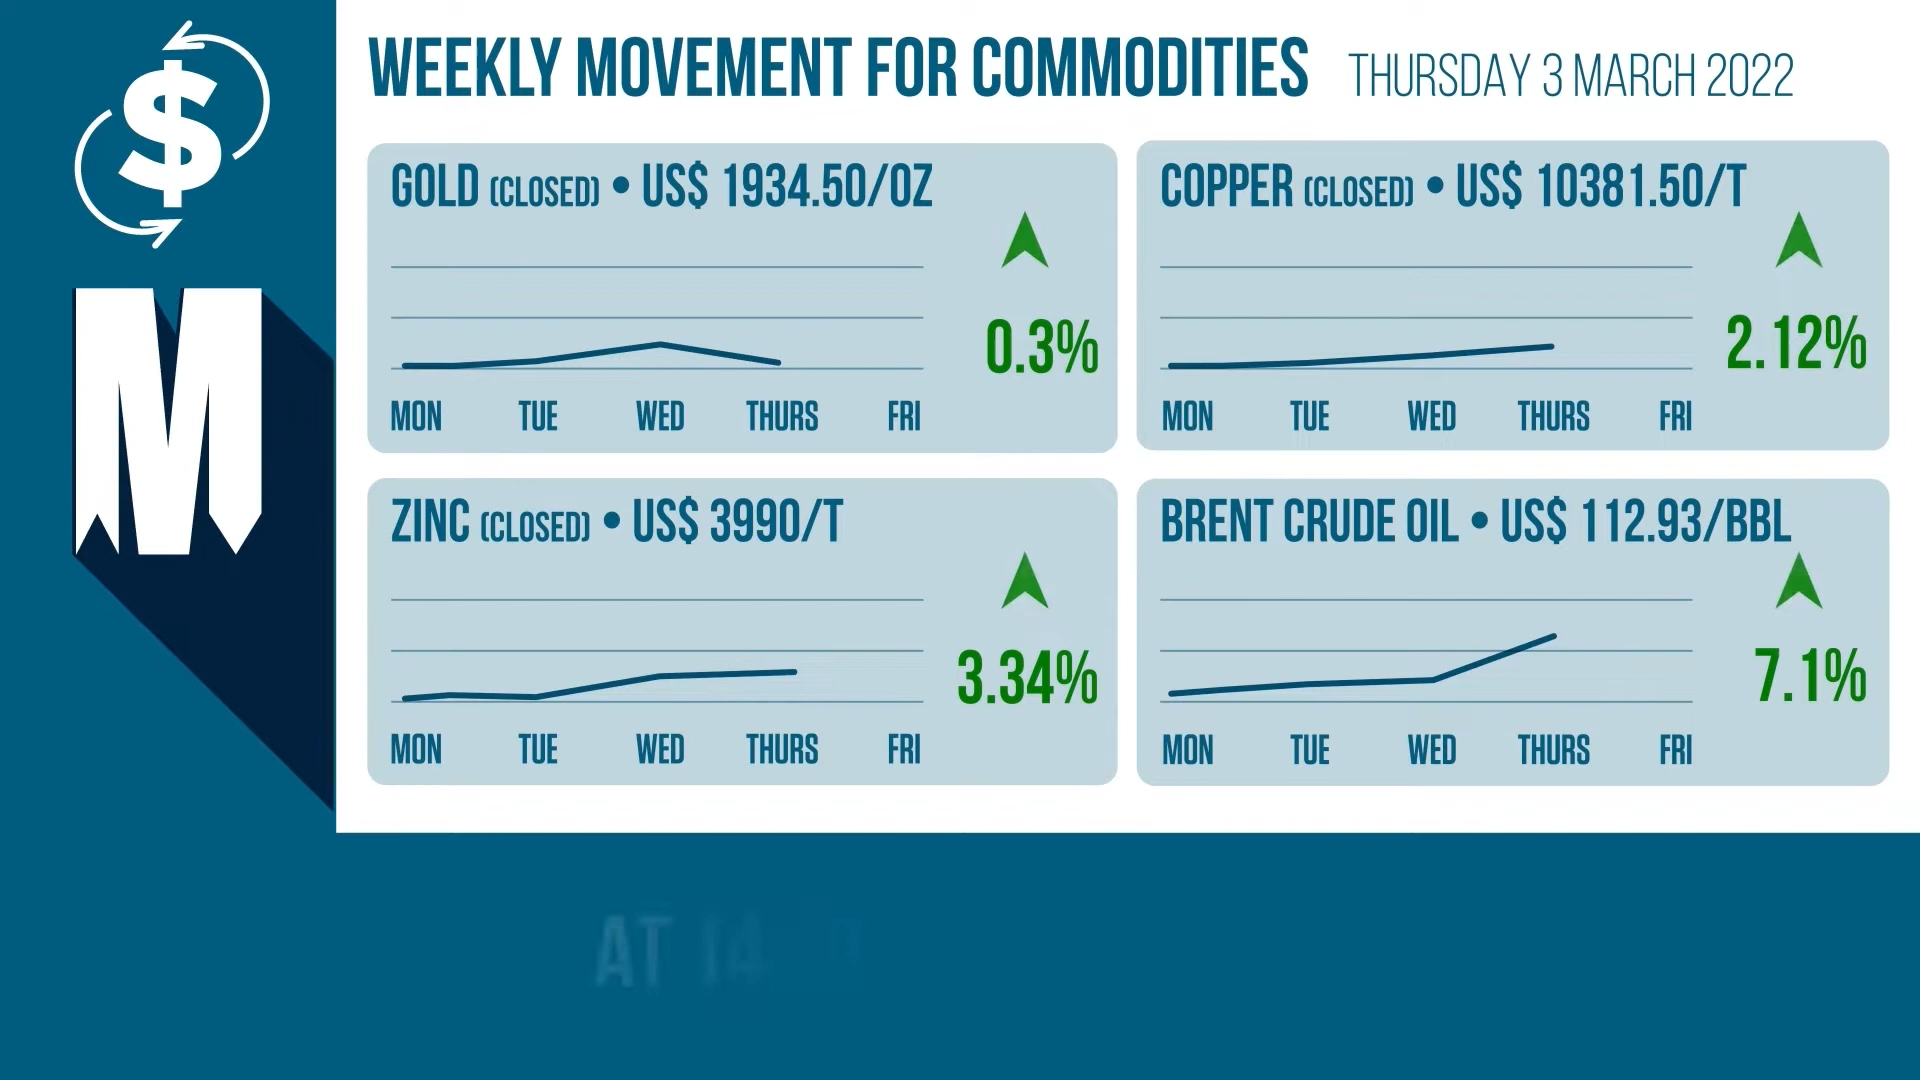 $
M
WEEKLY MOVEMENT FOR COMMODITIES THURSDAY 3 MARCH 2022
GOLD (CLOSED) • US$ 1934.50/OZ
0.3%
MON TUE WED THURS FRI
COPPER (CLOSED) • US$ 10381.50/T
2.12%
MON TUE WED THURS FRI
ZINC (CLOSED) • US$ 3990/T
3.34%
MON TUE WED THURS FRI
BRENT CRUDE OIL • US$ 112.93/BBL
7.1%
MON TUE WED THURS FRI
AT